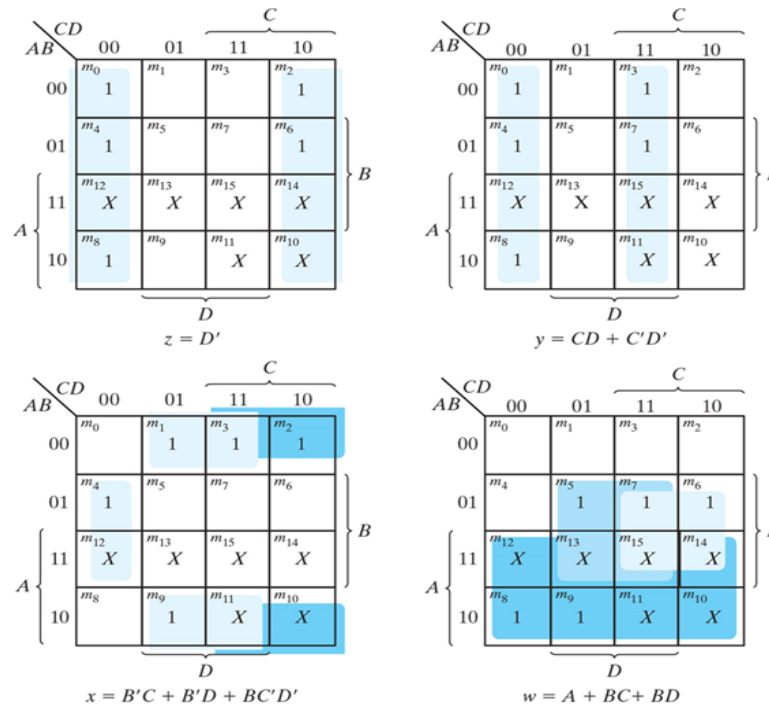 C C
CD CD
AB 00 01 11 10 AB 00 01 11 10
m0 m1 m3 m2 m0 m1 m3 m2
00 1 1 00 1 1
m4 m5 m7 m6 m4 m5 m7 m6
01 1 1 01 1 1
B
m12 m13 m15 m14 m12 m13 m15 m14
A 11 X X X X A 11 X X X X
m8 m9 m11 m10 m8 m9 m11 m10
10 1 X X 10 1 X X
D D
z = D′ y = CD + C′D′
C C
CD CD
AB 00 01 11 10 AB 00 01 11 10
m0 m1 m3 m2 m0 m1 m3 m2
00 1 1 1 00
m4 m5 m7 m6 m4 m5 m7 m6
01 1 01 1 1 1
B
m12 m13 m15 m14 m12 m13 m15 m14
A 11 X X X X A 11 X X X X
m8 m9 m11 m10 m8 m9 m11 m10
10 1 X X 10 1 1 X X
D D
x = B′C + B′D + BC′D′ w = A + BC+ BD